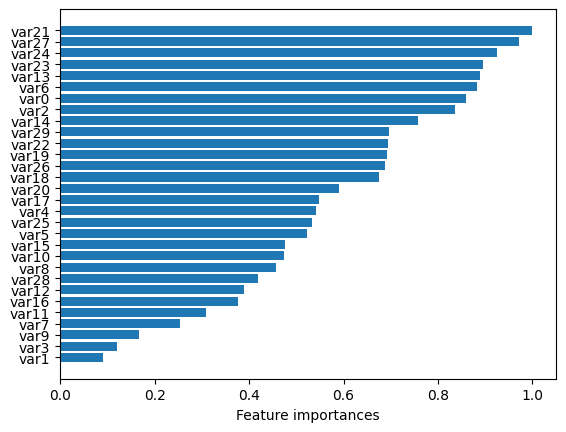 var21
var27
var24
var23
var13
var6
var0
var2
var14
var29
var22
var19
var26
var18
var20
var17
var4
var25
var5
var15
var10
var8
var28
var12
var16
var11
var7
var9
var3
var1
0.0 0.2 0.4 0.6 0.8 1.0
Feature importances